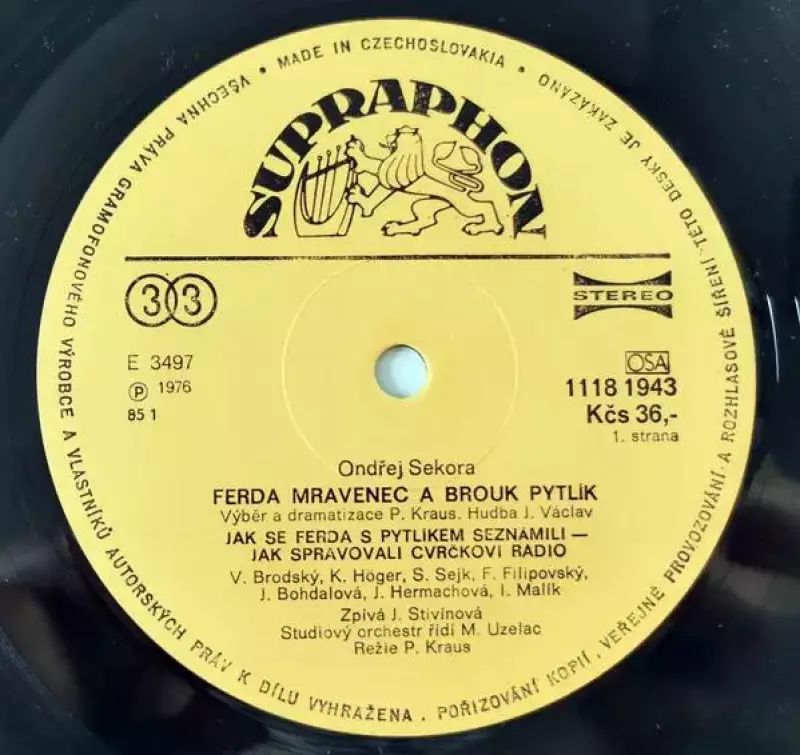 MADE IN CZECHOSLOVAKIA
VŠECHNA PRÁVA GRAMOFONOVÉHO VÝROBCE A VLASTNÍKŮ AUTORSKÝCH PRÁV K DÍLU VYHRAŽENA. POŘIZOVÁNÍ KOPIÍ. VEŘEJNÉ PROVOZOVÁNÍ A ROZHLASOVÉ ŠÍŘENÍ TÉTO DESKY JE ZAKÁZÁNO
SUPRAPHON
33
STEREO
E 3497
OSA
℗ 1976
1118 1943
85 1
Kčs 36,-
1. strana
Ondřej Sekora
FERDA MRAVENEC A BROUK PYTLÍK
Výběr a dramatizace P. Kraus. Hudba J. Václav
JAK SE FERDA S PYTLÍKEM SEZNÁMILI —
JAK SPRAVOVALI CVRČKOVI RADIO
V. Brodský, K. Höger, S. Sejk, F. Filipovský,
J. Bohdalová, J. Hermachová, I. Malík
Zpívá J. Stivínová
Studiový orchestr řídí M. Uzelac
Režie P. Kraus